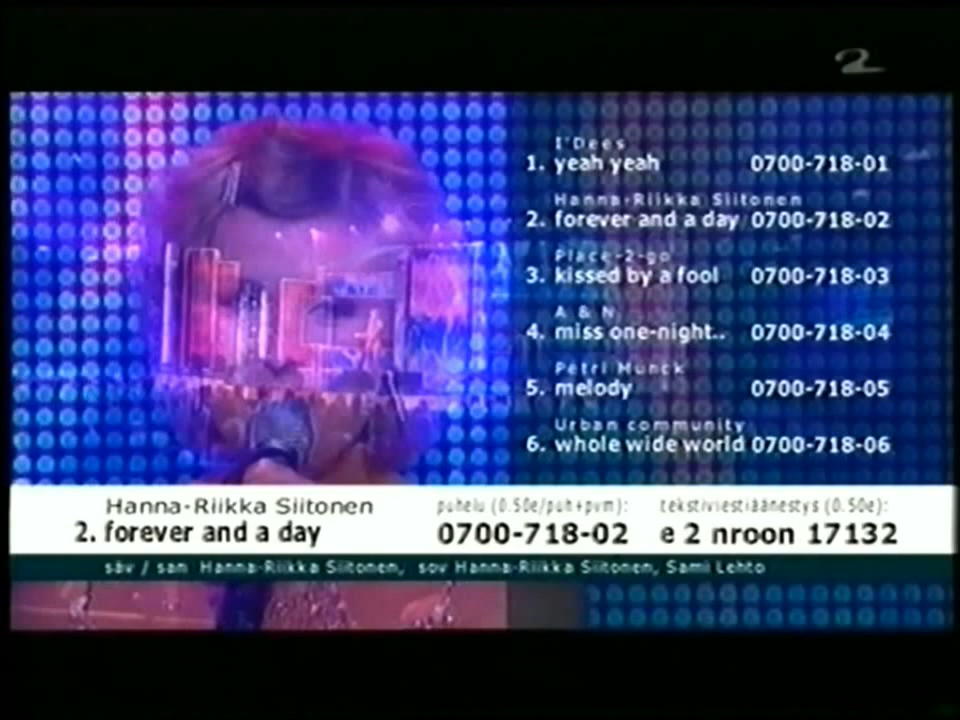 2
I'Dees
1. yeah yeah 0700-718-01
Hanna-Riikka Siitonen
2. forever and a day 0700-718-02
Place-2-go
3. kissed by a fool 0700-718-03
A & N
4. miss one-night.. 0700-718-04
Petri Munck
5. melody 0700-718-05
Urban community
6. whole wide world 0700-718-06
Hanna-Riikka Siitonen puhelu (0.50e/puh+pvm): tekstiviestiäänestys (0.50e):
2. forever and a day 0700-718-02 e 2 nroon 17132
säv / san Hanna-Riikka Siitonen, sov Hanna-Riikka Siitonen, Sami Lehto